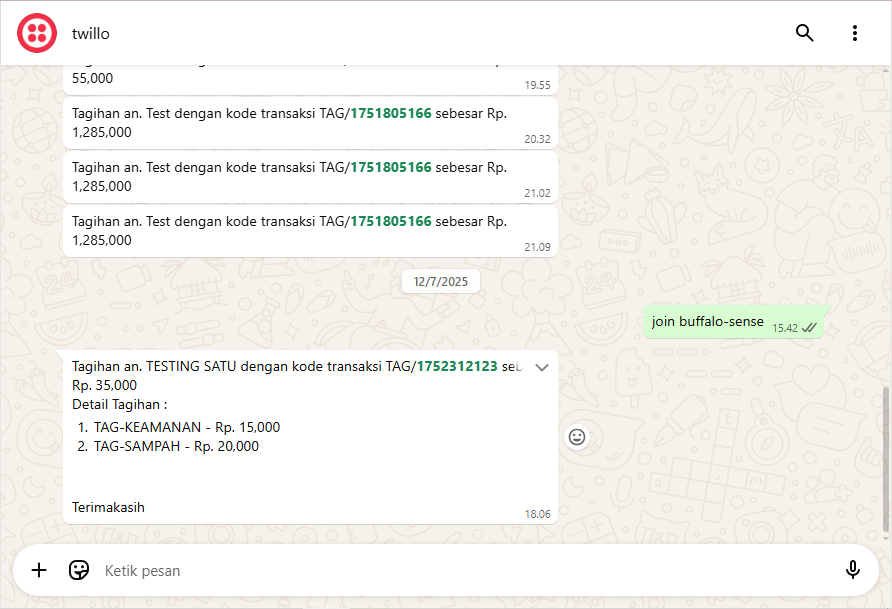 twillo
55,000
19.55
Tagihan an. Test dengan kode transaksi TAG/1751805166 sebesar Rp.
1,285,000
20.32
Tagihan an. Test dengan kode transaksi TAG/1751805166 sebesar Rp.
1,285,000
21.02
Tagihan an. Test dengan kode transaksi TAG/1751805166 sebesar Rp.
1,285,000
21.09
12/7/2025
join buffalo-sense 15.42
Tagihan an. TESTING SATU dengan kode transaksi TAG/1752312123 seb
Rp. 35,000
Detail Tagihan :
1. TAG-KEAMANAN - Rp. 15,000
2. TAG-SAMPAH - Rp. 20,000
Terimakasih
18.06
Ketik pesan